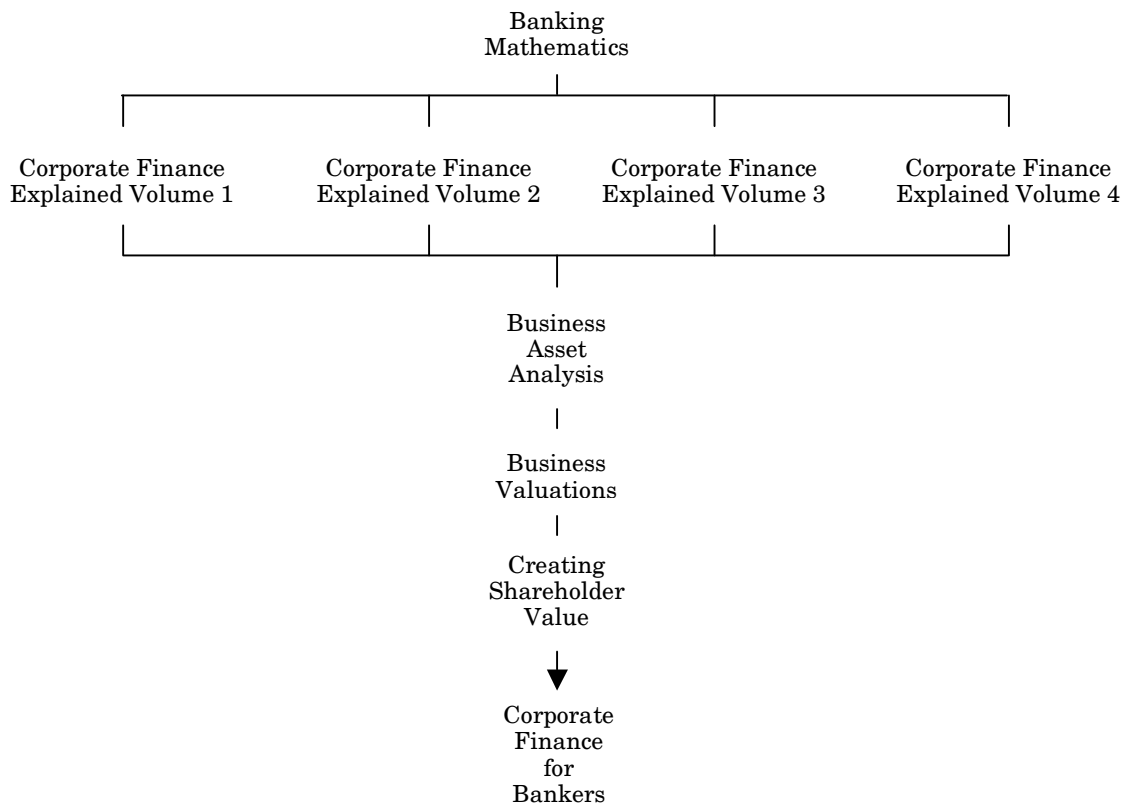 Banking
Mathematics
Corporate Finance
Explained Volume 1
Corporate Finance
Explained Volume 2
Corporate Finance
Explained Volume 3
Corporate Finance
Explained Volume 4
Business
Asset
Analysis
Business
Valuations
Creating
Shareholder
Value
Corporate
Finance
for
Bankers